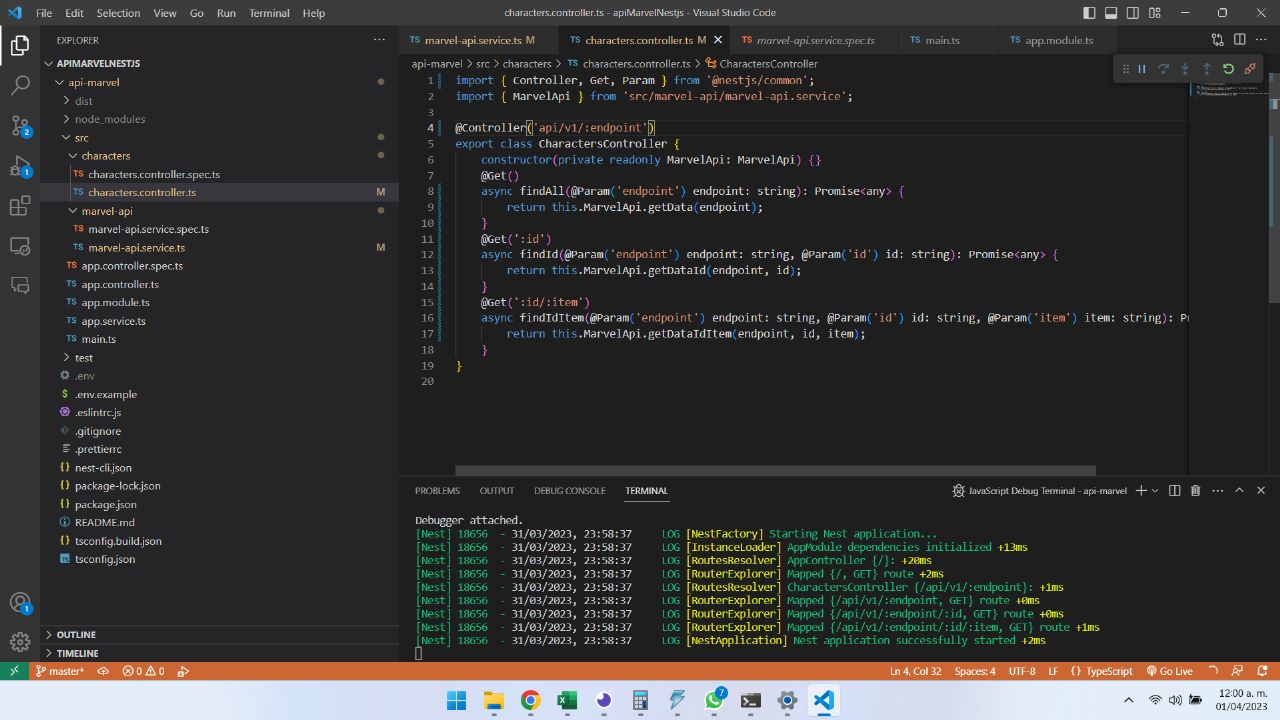 File Edit Selection View Go Run Terminal Help characters.controller.ts - apiMarvelNestjs - Visual Studio Code
EXPLORER
APIMARVELNESTJS
api-marvel
dist
node_modules
src
characters
characters.controller.spec.ts
characters.controller.ts M
marvel-api
marvel-api.service.spec.ts
marvel-api.service.ts M
app.controller.spec.ts
app.controller.ts
app.module.ts
app.service.ts
main.ts
test
.env
.env.example
.eslintrc.js
.gitignore
.prettierrc
nest-cli.json
package-lock.json
package.json
README.md
tsconfig.build.json
tsconfig.json
OUTLINE
TIMELINE
2
1
1
TS marvel-api.service.ts M TS characters.controller.ts M TS marvel-api.service.spec.ts TS main.ts TS app.module.ts
api-marvel > src > characters > TS characters.controller.ts > CharactersController
1 import { Controller, Get, Param } from '@nestjs/common';
2 import { MarvelApi } from 'src/marvel-api/marvel-api.service';
3
4 @Controller('api/v1/:endpoint')
5 export class CharactersController {
6 constructor(private readonly MarvelApi: MarvelApi) {}
7 @Get()
8 async findAll(@Param('endpoint') endpoint: string): Promise<any> {
9 return this.MarvelApi.getData(endpoint);
10 }
11 @Get(':id')
12 async findId(@Param('endpoint') endpoint: string, @Param('id') id: string): Promise<any> {
13 return this.MarvelApi.getDataId(endpoint, id);
14 }
15 @Get(':id/:item')
16 async findIdItem(@Param('endpoint') endpoint: string, @Param('id') id: string, @Param('item') item: string): P
17 return this.MarvelApi.getDataIdItem(endpoint, id, item);
18 }
19 }
20
PROBLEMS OUTPUT DEBUG CONSOLE TERMINAL JavaScript Debug Terminal - api-marvel
Debugger attached.
[Nest] 18656 - 31/03/2023, 23:58:37 LOG [NestFactory] Starting Nest application...
[Nest] 18656 - 31/03/2023, 23:58:37 LOG [InstanceLoader] AppModule dependencies initialized +13ms
[Nest] 18656 - 31/03/2023, 23:58:37 LOG [RoutesResolver] AppController {/}: +20ms
[Nest] 18656 - 31/03/2023, 23:58:37 LOG [RouterExplorer] Mapped {/, GET} route +2ms
[Nest] 18656 - 31/03/2023, 23:58:37 LOG [RoutesResolver] CharactersController {/api/v1/:endpoint}: +1ms
[Nest] 18656 - 31/03/2023, 23:58:37 LOG [RouterExplorer] Mapped {/api/v1/:endpoint, GET} route +0ms
[Nest] 18656 - 31/03/2023, 23:58:37 LOG [RouterExplorer] Mapped {/api/v1/:endpoint/:id, GET} route +0ms
[Nest] 18656 - 31/03/2023, 23:58:37 LOG [RouterExplorer] Mapped {/api/v1/:endpoint/:id/:item, GET} route +1ms
[Nest] 18656 - 31/03/2023, 23:58:37 LOG [NestApplication] Nest application successfully started +2ms
master* 0 0 Ln 4, Col 32 Spaces: 4 UTF-8 LF {} TypeScript Go Live
7
12:00 a. m.
01/04/2023